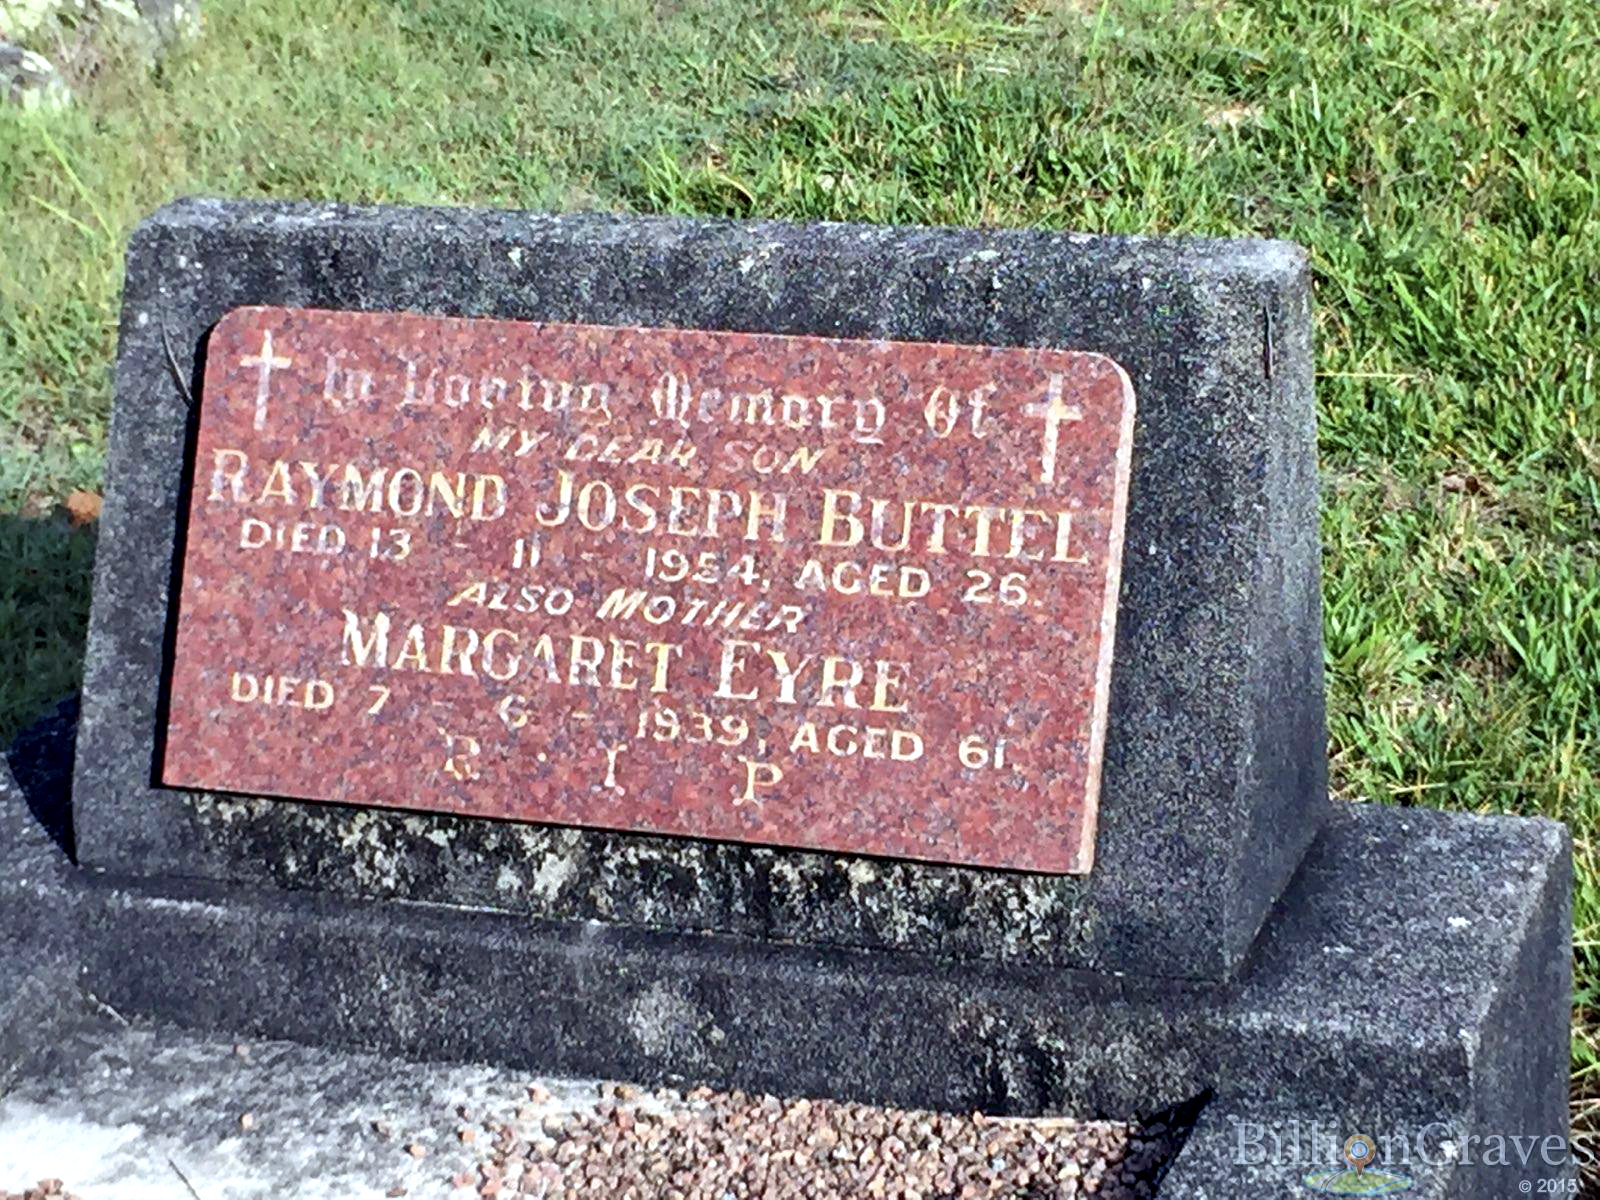 In Loving Memory Of
MY DEAR SON
RAYMOND JOSEPH BUTTEL
DIED 13 - 11 - 1954, AGED 26.
ALSO MOTHER
MARGARET EYRE
DIED 7 - 6 - 1939, AGED 61
R · I P
BillionGraves
© 2015